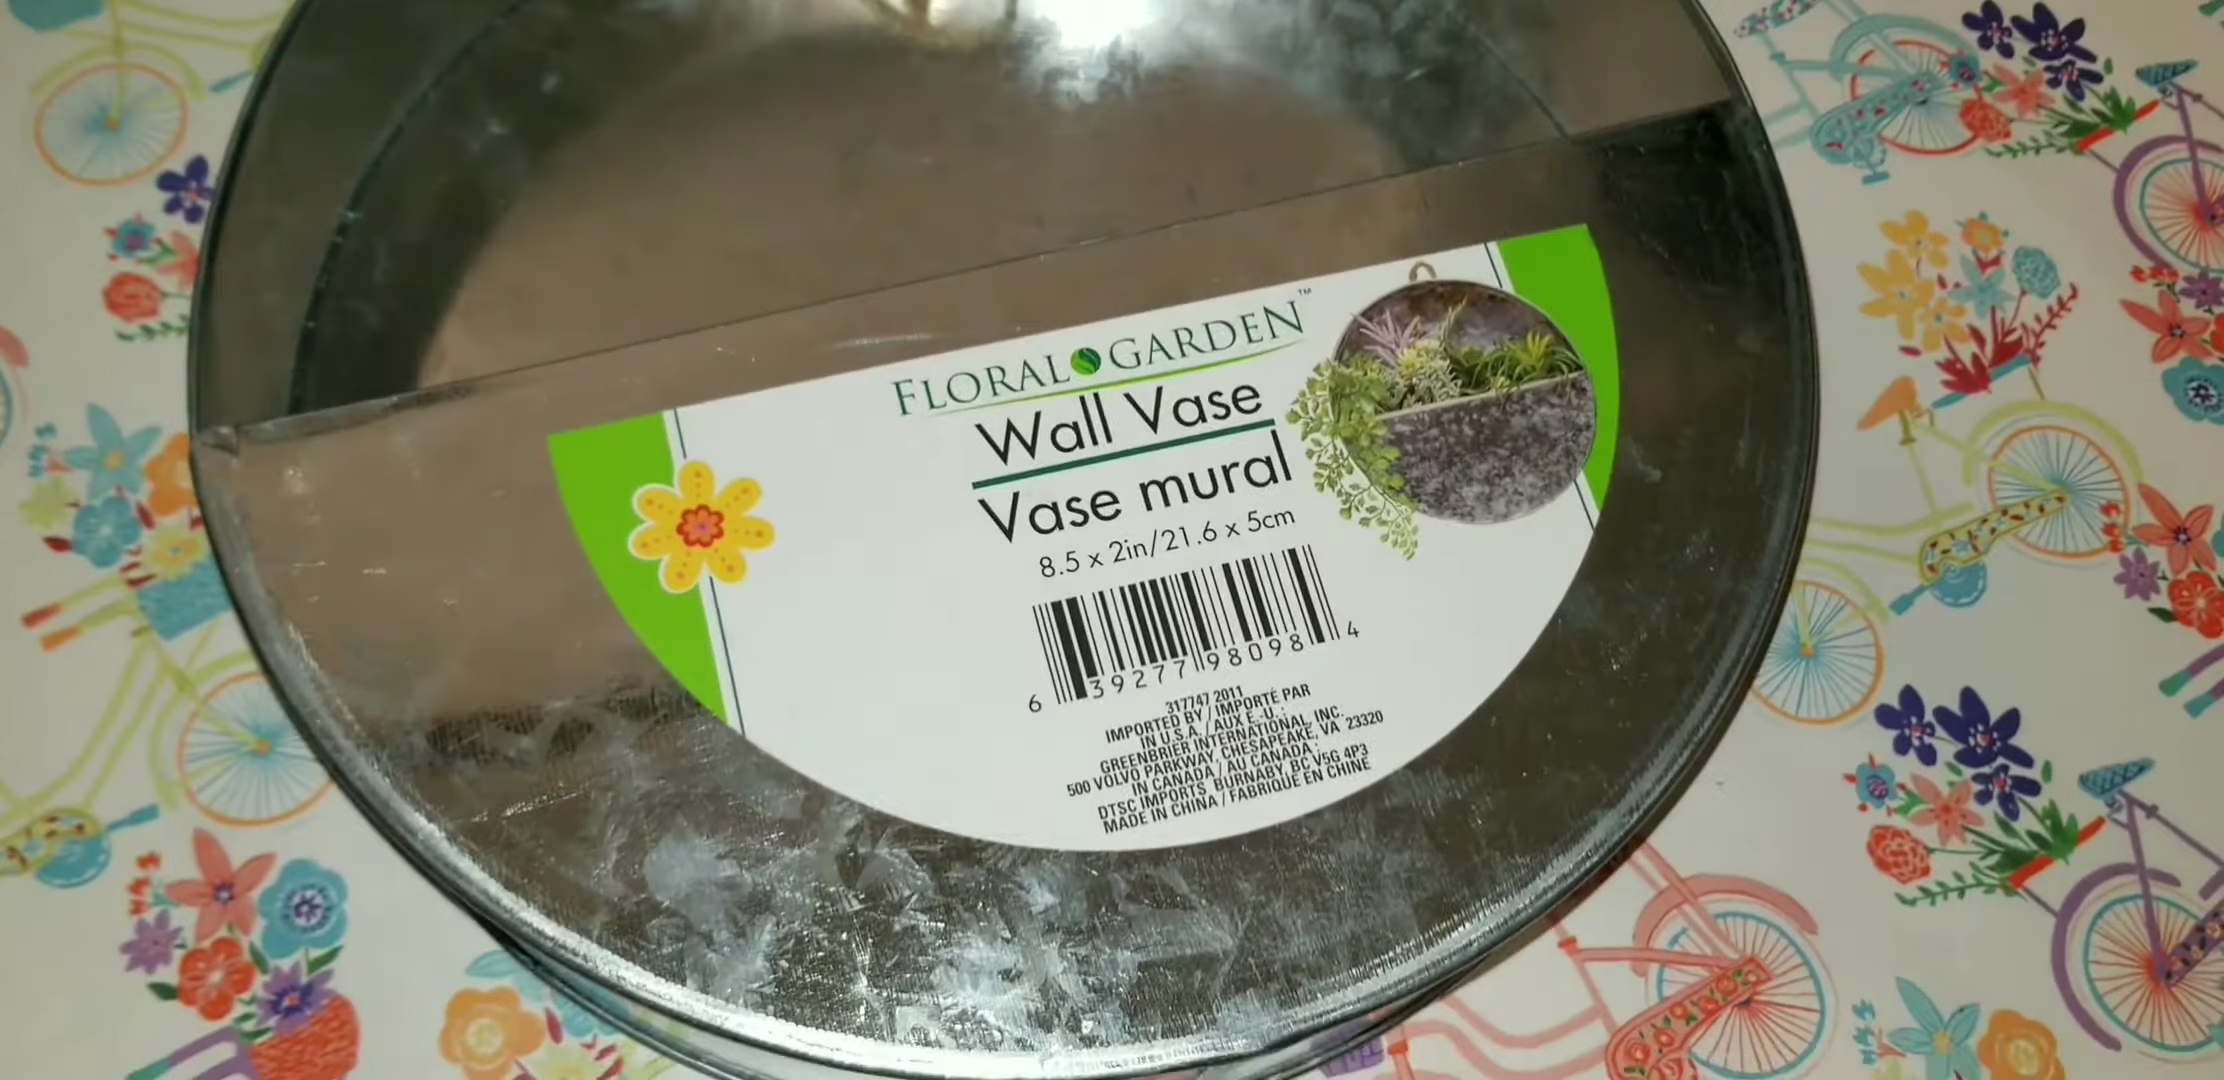 FLORAL GARDEN™
Wall Vase
Vase mural
8.5 x 2in/21.6 x 5cm
6 39277 98098 4
317747 2011
IMPORTED BY / IMPORTÉ PAR
IN U.S.A. / AUX É.-U. :
GREENBRIER INTERNATIONAL, INC.
500 VOLVO PARKWAY, CHESAPEAKE, VA 23320
IN CANADA / AU CANADA :
DTSC IMPORTS BURNABY, BC V5G 4P3
MADE IN CHINA / FABRIQUÉ EN CHINE